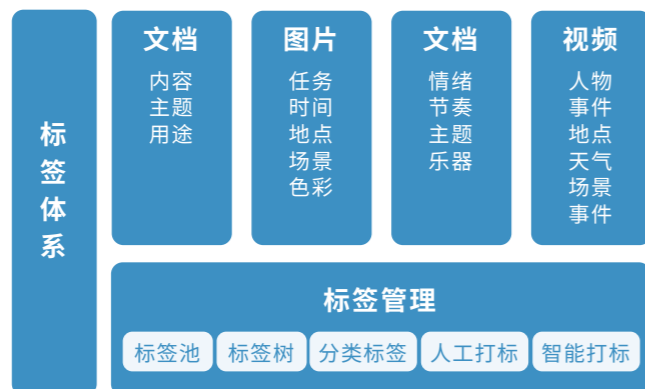 标签体系
文档
内容
主题
用途
图片
任务
时间
地点
场景
色彩
文档
情绪
节奏
主题
乐器
视频
人物
事件
地点
天气
场景
事件
标签管理
标签池
标签树
分类标签
人工打标
智能打标